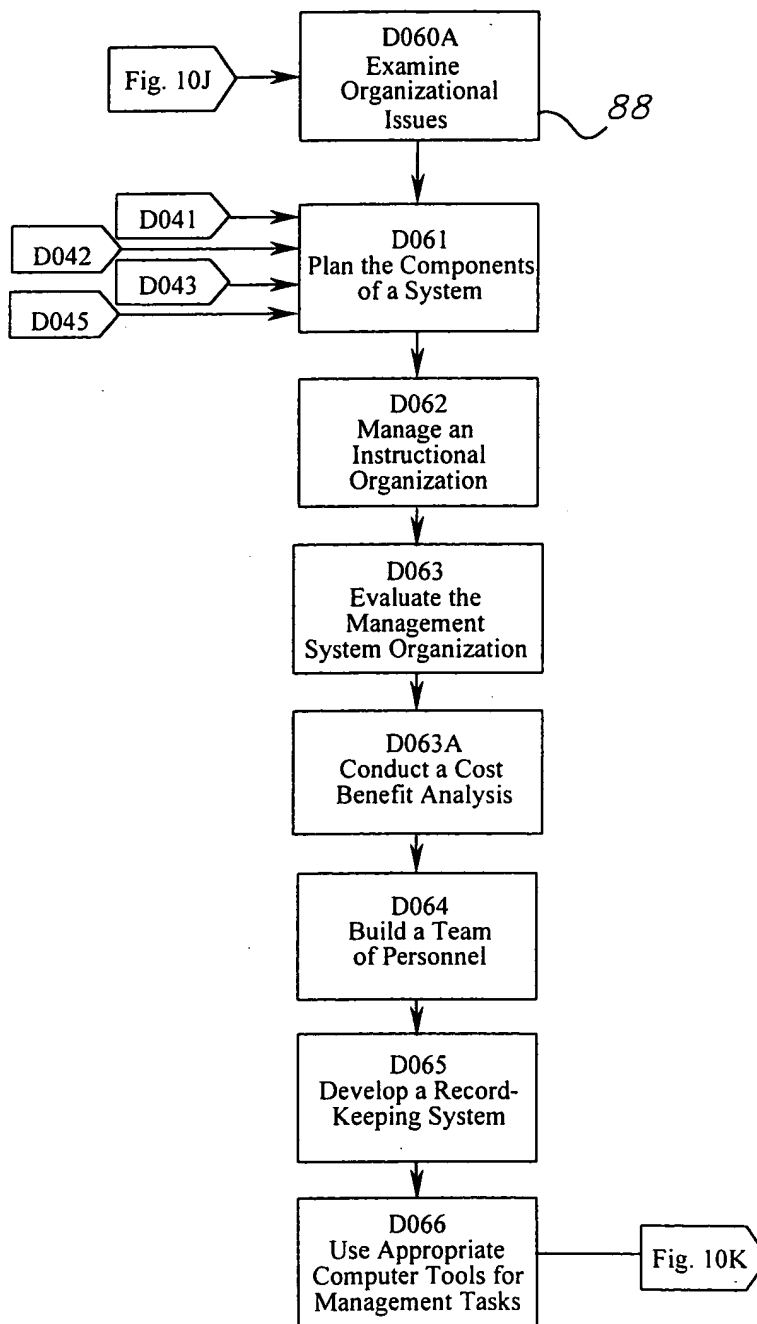 D060A
Examine
Organizational
Issues
Fig. 10J
88
D041
D042
D043
D045
D061
Plan the Components
of a System
D062
Manage an
Instructional
Organization
D063
Evaluate the
Management
System Organization
D063A
Conduct a Cost
Benefit Analysis
D064
Build a Team
of Personnel
D065
Develop a Record-
Keeping System
D066
Use Appropriate
Computer Tools for
Management Tasks
Fig. 10K